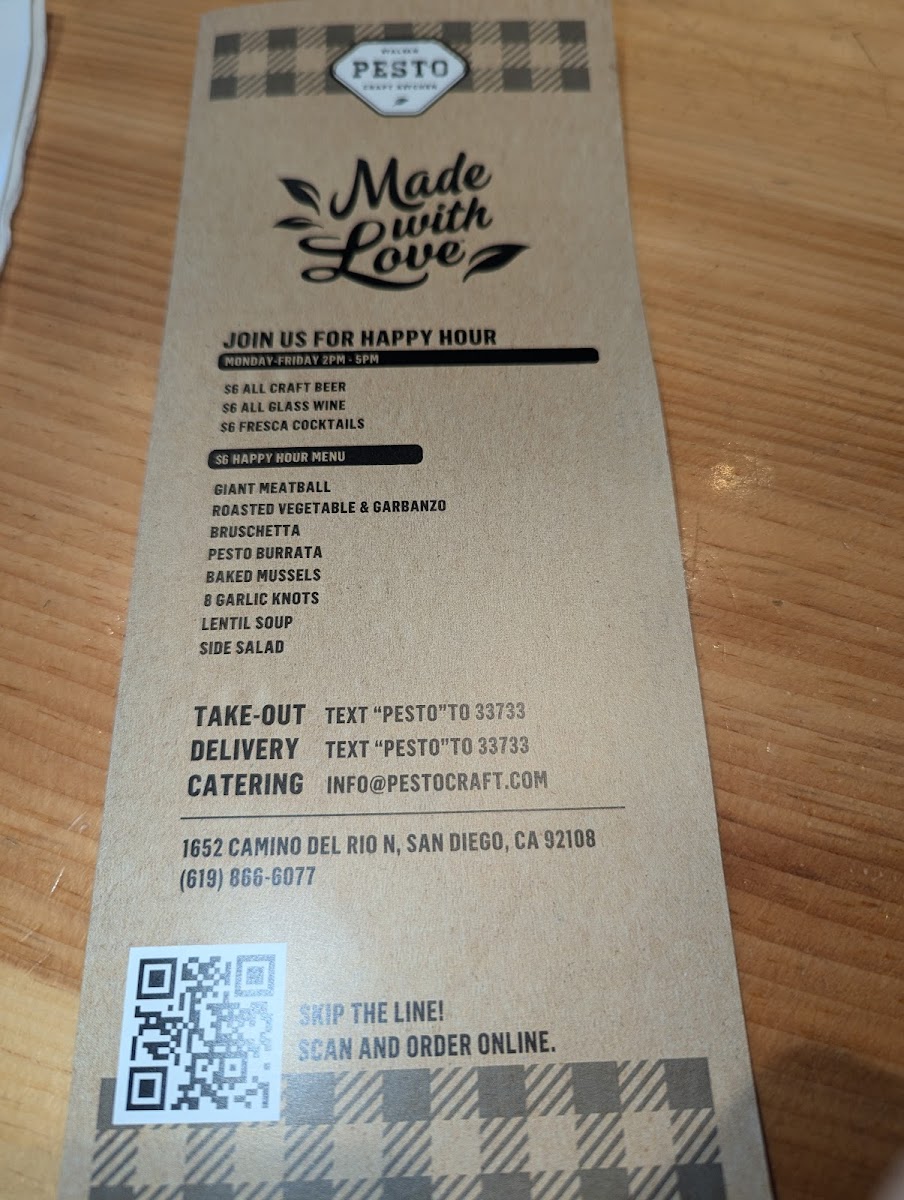 ITALIAN
PESTO
CRAFT KITCHEN
Made
with
Love
JOIN US FOR HAPPY HOUR
MONDAY-FRIDAY 2PM - 5PM
$6 ALL CRAFT BEER
$6 ALL GLASS WINE
$6 FRESCA COCKTAILS
$6 HAPPY HOUR MENU
GIANT MEATBALL
ROASTED VEGETABLE & GARBANZO
BRUSCHETTA
PESTO BURRATA
BAKED MUSSELS
8 GARLIC KNOTS
LENTIL SOUP
SIDE SALAD
TAKE-OUT TEXT “PESTO”TO 33733
DELIVERY TEXT “PESTO”TO 33733
CATERING INFO@PESTOCRAFT.COM
1652 CAMINO DEL RIO N, SAN DIEGO, CA 92108
(619) 866-6077
SKIP THE LINE!
SCAN AND ORDER ONLINE.